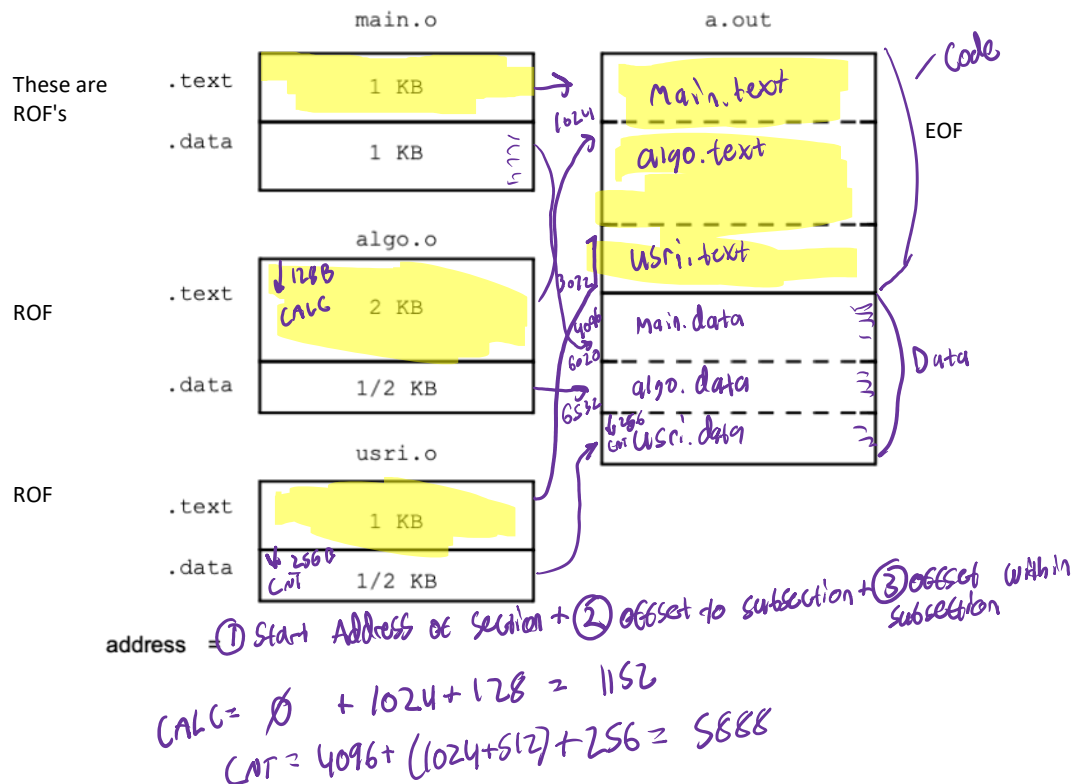 main.o
a.out
These are
ROF's
.text
1 KB
.data
1 KB
1024
Main.text
algo.text
usri.text
Code
EOF
algo.o
ROF
.text
↓128B
CALC
2 KB
.data
1/2 KB
3072
4096
6020
6532
Main.data
algo.data
↓256
CNT usri.data
Data
usri.o
ROF
.text
1 KB
.data
↓256B
CNT
1/2 KB
address = ① Start Address of section + ② offset to subsection + ③ offset within
subsection
CALC = Ø + 1024 + 128 = 1152
CNT = 4096 + (1024+512) + 256 = 5888